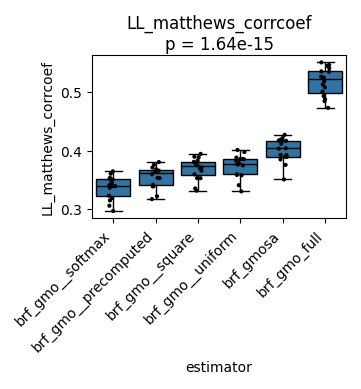 LL_matthews_corrcoef
p = 1.64e-15
LL_matthews_corrcoef
0.5
0.4
0.3
brf_gmo__softmax
brf_gmo__precomputed
brf_gmo__square
brf_gmo__uniform
brf_gmosa
brf_gmo_full
estimator